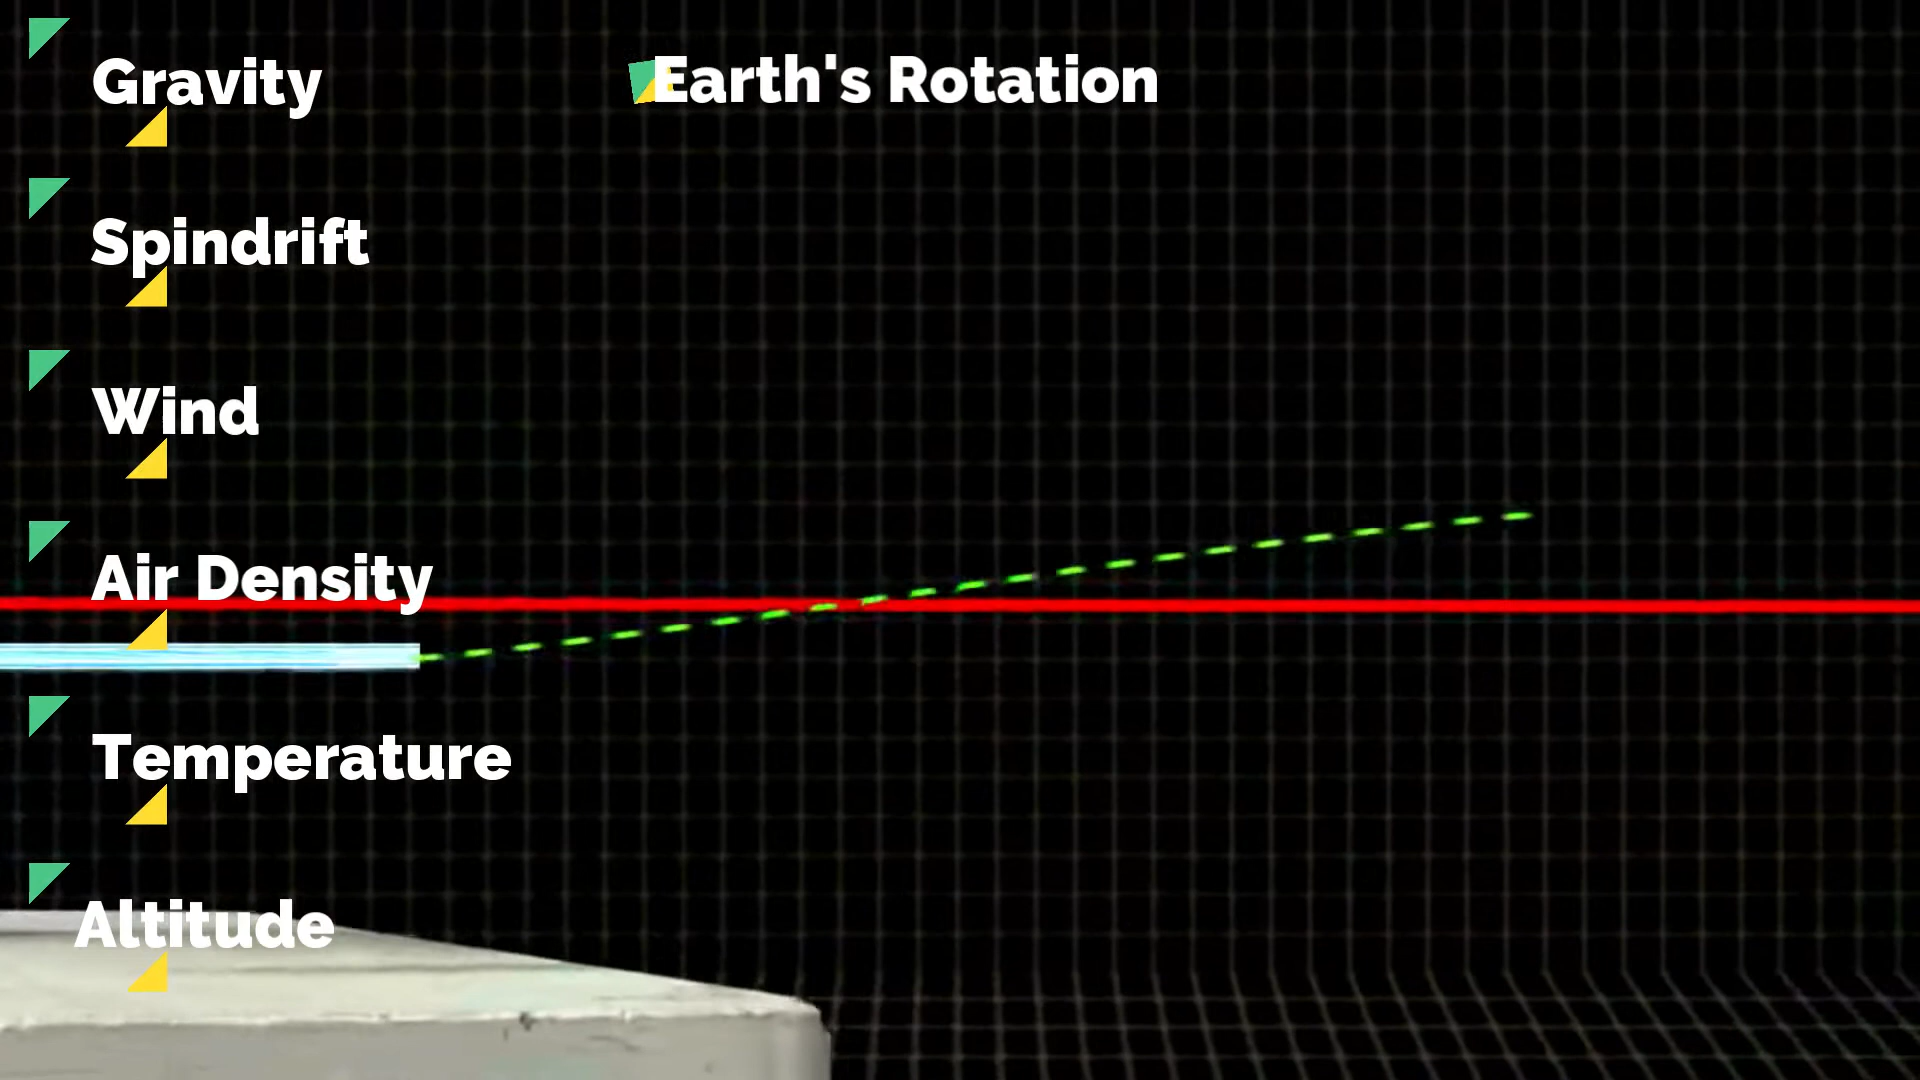 Gravity
Earth's Rotation
Spindrift
Wind
Air Density
Temperature
Altitude